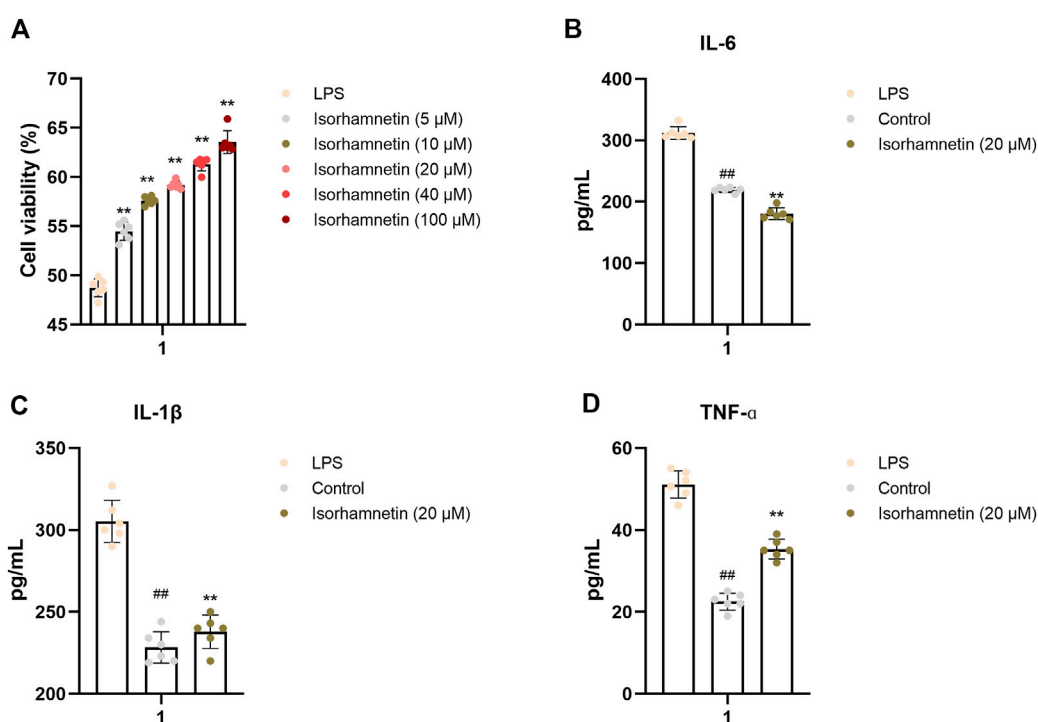 A
Cell viability (%)
70
65
60
55
50
45
**
**
**
**
**
1
LPS
Isorhamnetin (5 μM)
Isorhamnetin (10 μM)
Isorhamnetin (20 μM)
Isorhamnetin (40 μM)
Isorhamnetin (100 μM)
B
IL-6
pg/mL
400
300
200
100
0
##
**
1
LPS
Control
Isorhamnetin (20 μM)
C
IL-1β
pg/mL
350
300
250
200
##
**
1
LPS
Control
Isorhamnetin (20 μM)
D
TNF-α
pg/mL
60
40
20
0
##
**
1
LPS
Control
Isorhamnetin (20 μM)